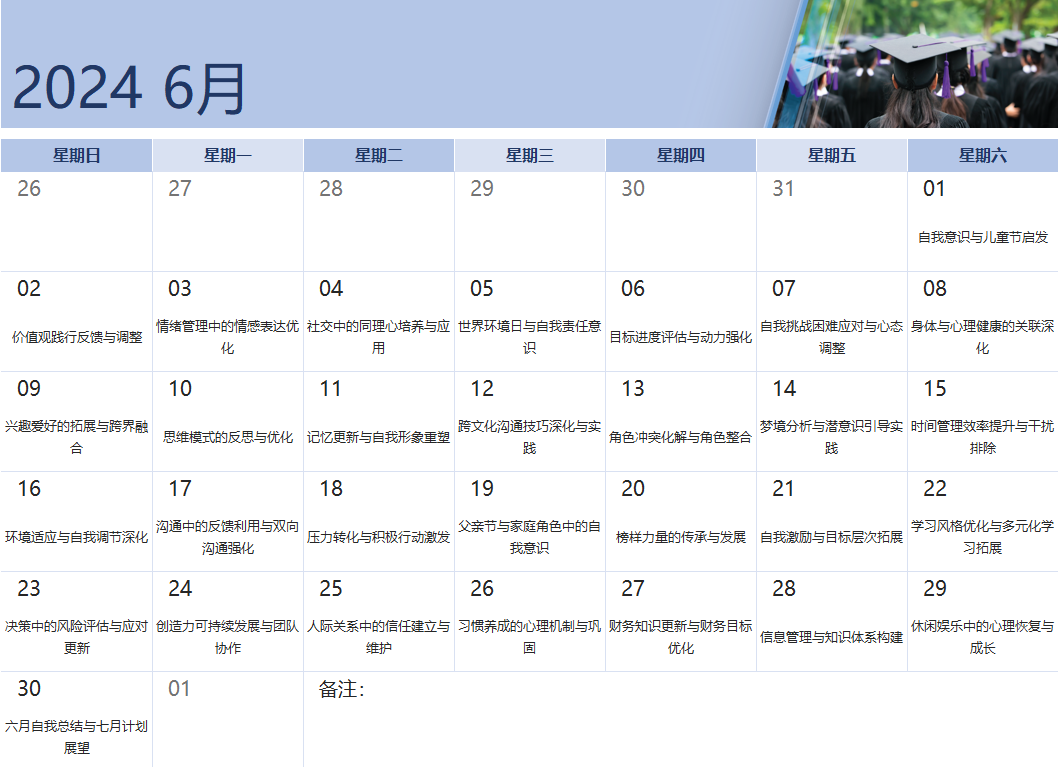 2024 6月
星期日 星期一 星期二 星期三 星期四 星期五 星期六
26 27 28 29 30 31 01
自我意识与儿童节启发
02 03 04 05 06 07 08
价值观践行反馈与调整
情绪管理中的情感表达优
化
社交中的同理心培养与应
用
世界环境日与自我责任意
识
目标进度评估与动力强化
自我挑战困难应对与心态
调整
身体与心理健康的关联深
化
09 10 11 12 13 14 15
兴趣爱好的拓展与跨界融
合
思维模式的反思与优化
记忆更新与自我形象重塑
跨文化沟通技巧深化与实
践
角色冲突化解与角色整合
梦境分析与潜意识引导实
践
时间管理效率提升与干扰
排除
16 17 18 19 20 21 22
环境适应与自我调节深化
沟通中的反馈利用与双向
沟通强化
压力转化与积极行动激发
父亲节与家庭角色中的自
我意识
榜样力量的传承与发展
自我激励与目标层次拓展
学习风格优化与多元化学
习拓展
23 24 25 26 27 28 29
决策中的风险评估与应对
更新
创造力可持续发展与团队
协作
人际关系中的信任建立与
维护
习惯养成的心理机制与巩
固
财务知识更新与财务目标
优化
信息管理与知识体系构建
休闲娱乐中的心理恢复与
成长
30 01 备注：
六月自我总结与七月计划
展望